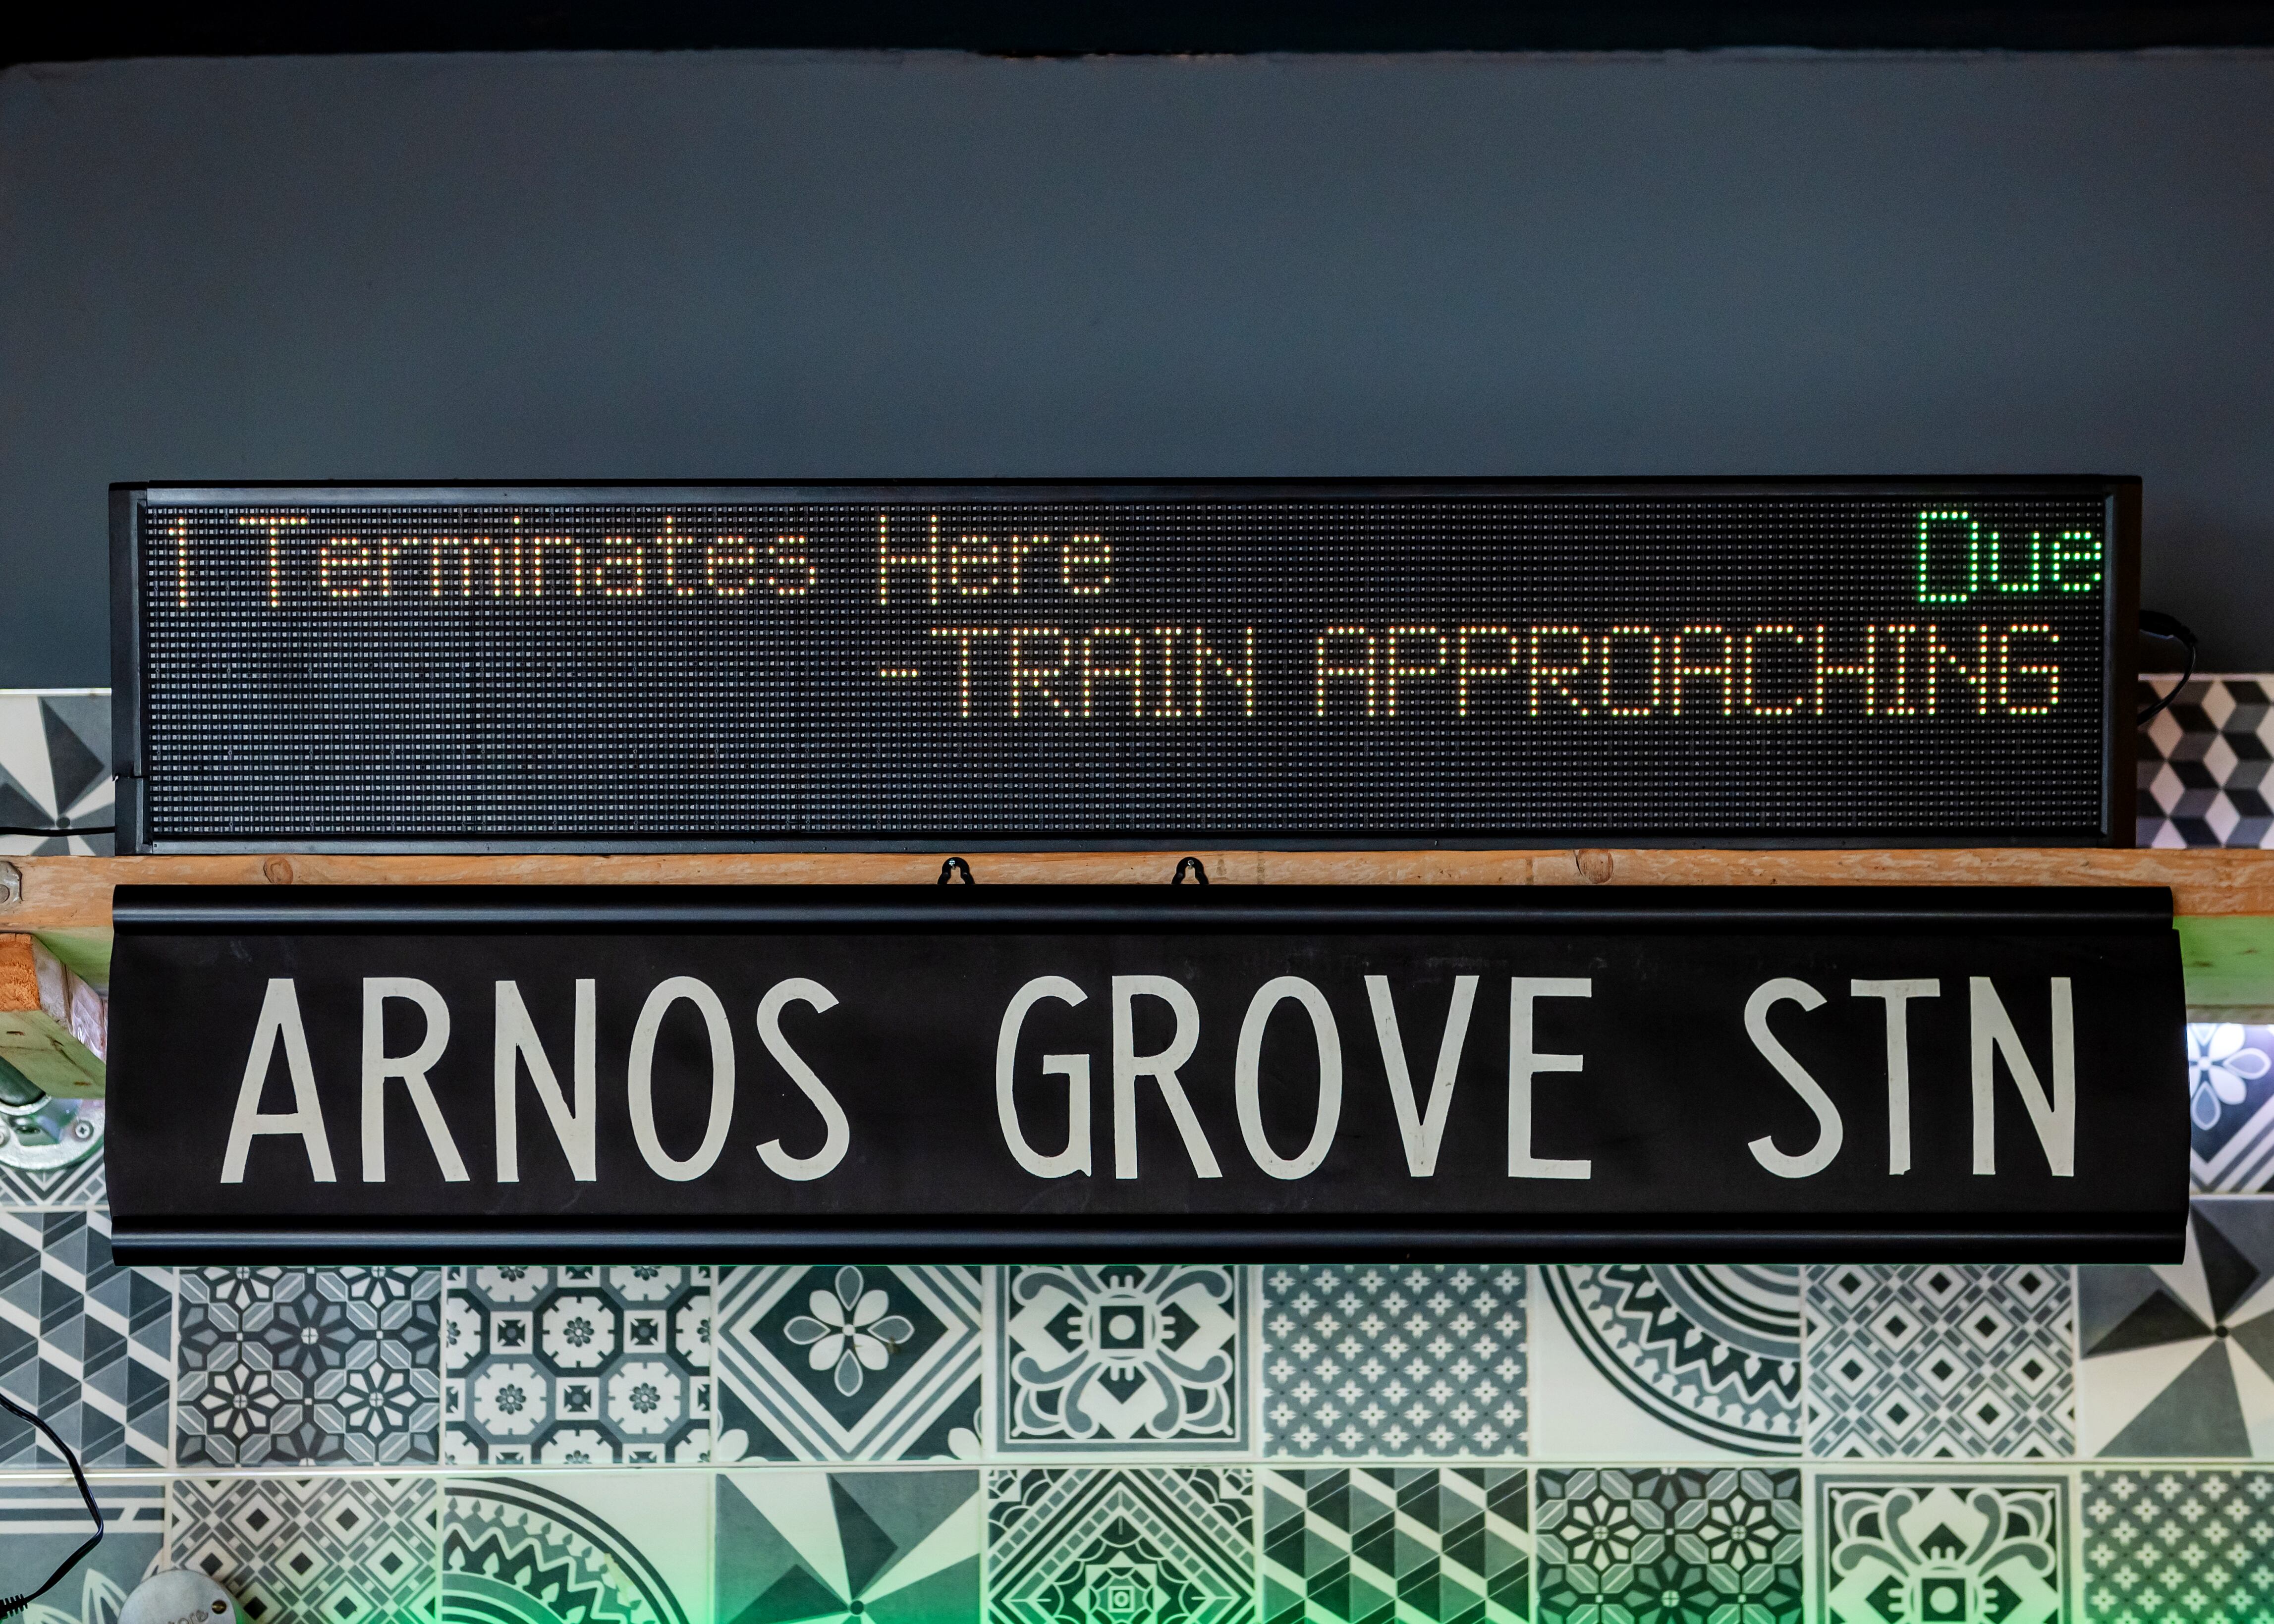 1 Terminates Here Due
-TRAIN APPROACHING
ARNOS GROVE STN